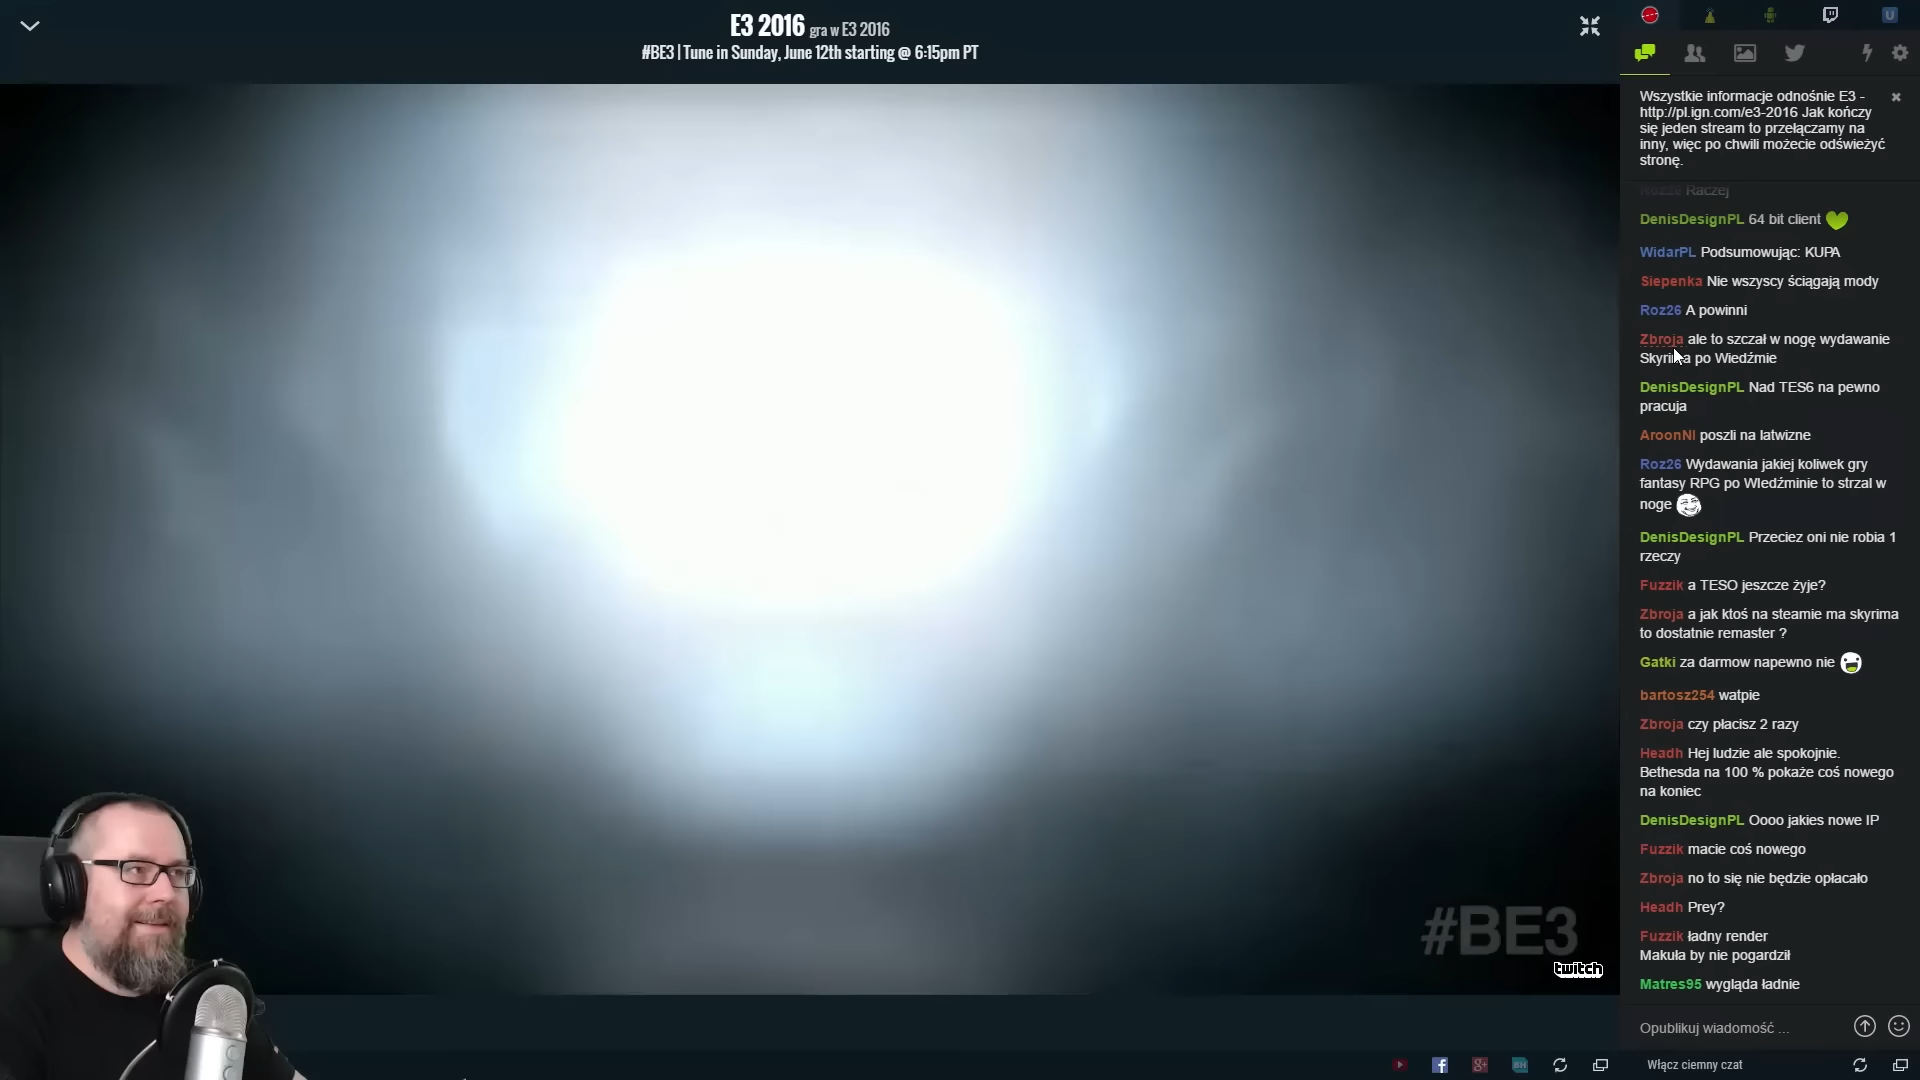 E3 2016 gra w E3 2016
#BE3 | Tune in Sunday, June 12th starting @ 6:15pm PT
#BE3
twitch
Wszystkie informacje odnośnie E3 -
http://pl.ign.com/e3-2016 Jak kończy
się jeden stream to przełączamy na
inny, więc po chwili możecie odświeżyć
stronę.
Roz26 Raczej
DenisDesignPL 64 bit client
WidarPL Podsumowując: KUPA
Siepenka Nie wszyscy ściągają mody
Roz26 A powinni
Zbroja ale to szczał w nogę wydawanie
Skyrima po Wiedźmie
DenisDesignPL Nad TES6 na pewno
pracuja
AroonNI poszli na latwizne
Roz26 Wydawania jakiej koliwek gry
fantasy RPG po WIedźminie to strzal w
noge
DenisDesignPL Przeciez oni nie robia 1
rzeczy
Fuzzik a TESO jeszcze żyje?
Zbroja a jak ktoś na steamie ma skyrima
to dostatnie remaster ?
Gatki za darmow napewno nie
bartosz254 watpie
Zbroja czy płacisz 2 razy
Headh Hej ludzie ale spokojnie.
Bethesda na 100 % pokaże coś nowego
na koniec
DenisDesignPL Oooo jakies nowe IP
Fuzzik macie coś nowego
Zbroja no to się nie będzie opłacało
Headh Prey?
Fuzzik ładny render
Makuła by nie pogardził
Matres95 wygląda ładnie
Opublikuj wiadomość ...
Włącz ciemny czat